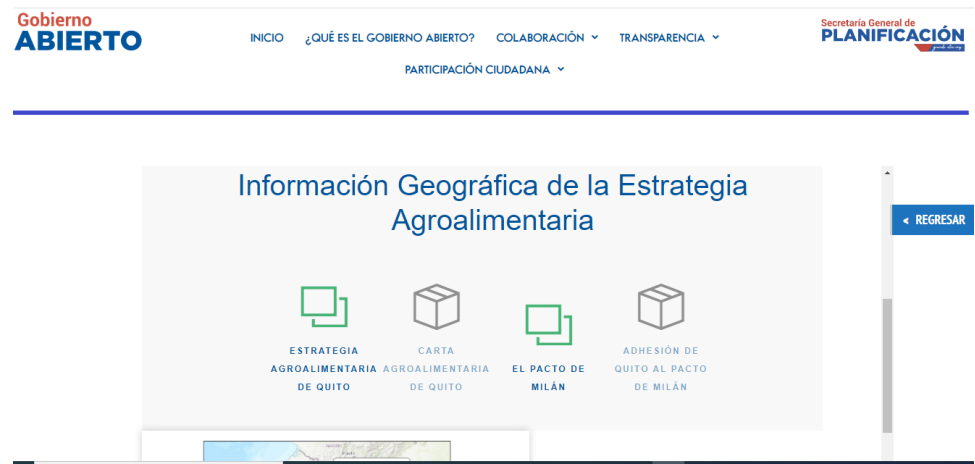 Gobierno
ABIERTO
INICIO ¿QUÉ ES EL GOBIERNO ABIERTO? COLABORACIÓN TRANSPARENCIA
PARTICIPACIÓN CIUDADANA
Secretaría General de
PLANIFICACIÓN
Información Geográfica de la Estrategia
Agroalimentaria
« REGRESAR
ESTRATEGIA
AGROALIMENTARIA
DE QUITO
CARTA
AGROALIMENTARIA
DE QUITO
EL PACTO DE
MILÁN
ADHESIÓN DE
QUITO AL PACTO
DE MILÁN